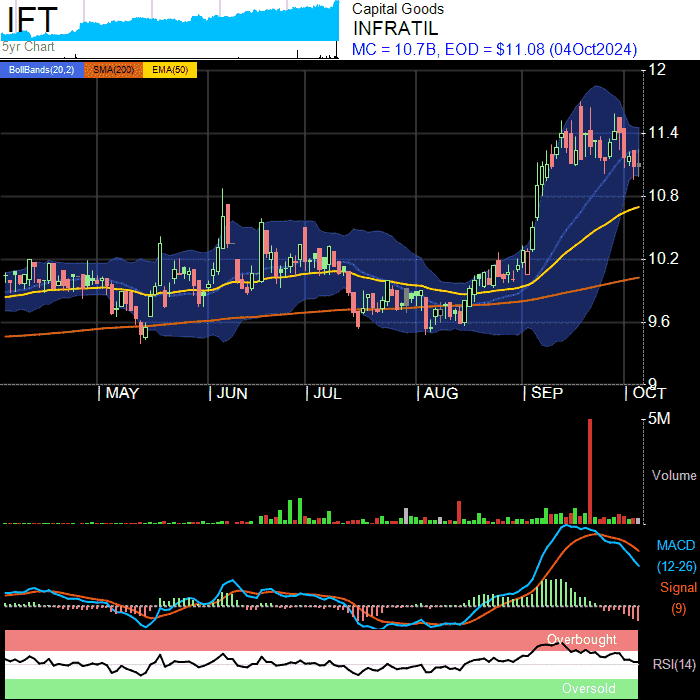 IFT
5yr Chart
Capital Goods
INFRATIL
MC = 10.7B, EOD = $11.08 (04Oct2024)
BollBands(20,2) SMA(200) EMA(50)
12
11.4
10.8
10.2
9.6
9
MAY JUN JUL AUG SEP OCT
5M
Volume
MACD
(12-26)
Signal
(9)
Overbought
RSI(14)
Oversold